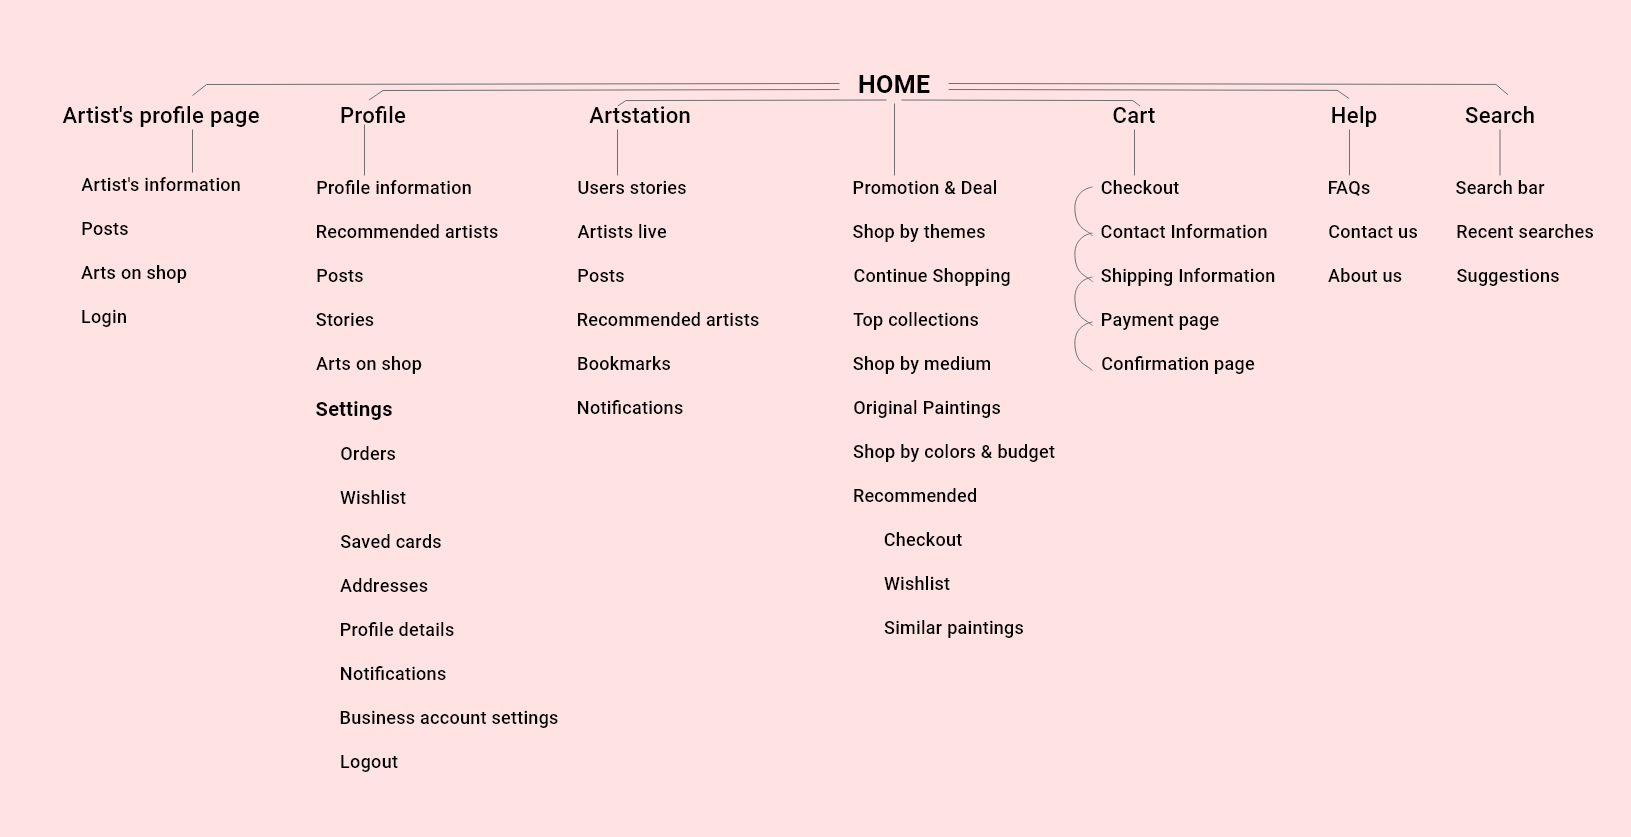 HOME
Artist's profile page
Artist's information
Posts
Arts on shop
Login
Profile
Profile information
Recommended artists
Posts
Stories
Arts on shop
Settings
Orders
Wishlist
Saved cards
Addresses
Profile details
Notifications
Business account settings
Logout
Artstation
Users stories
Artists live
Posts
Recommended artists
Bookmarks
Notifications
Promotion & Deal
Shop by themes
Continue Shopping
Top collections
Shop by medium
Original Paintings
Shop by colors & budget
Recommended
Checkout
Wishlist
Similar paintings
Cart
Checkout
Contact Information
Shipping Information
Payment page
Confirmation page
Help
FAQs
Contact us
About us
Search
Search bar
Recent searches
Suggestions